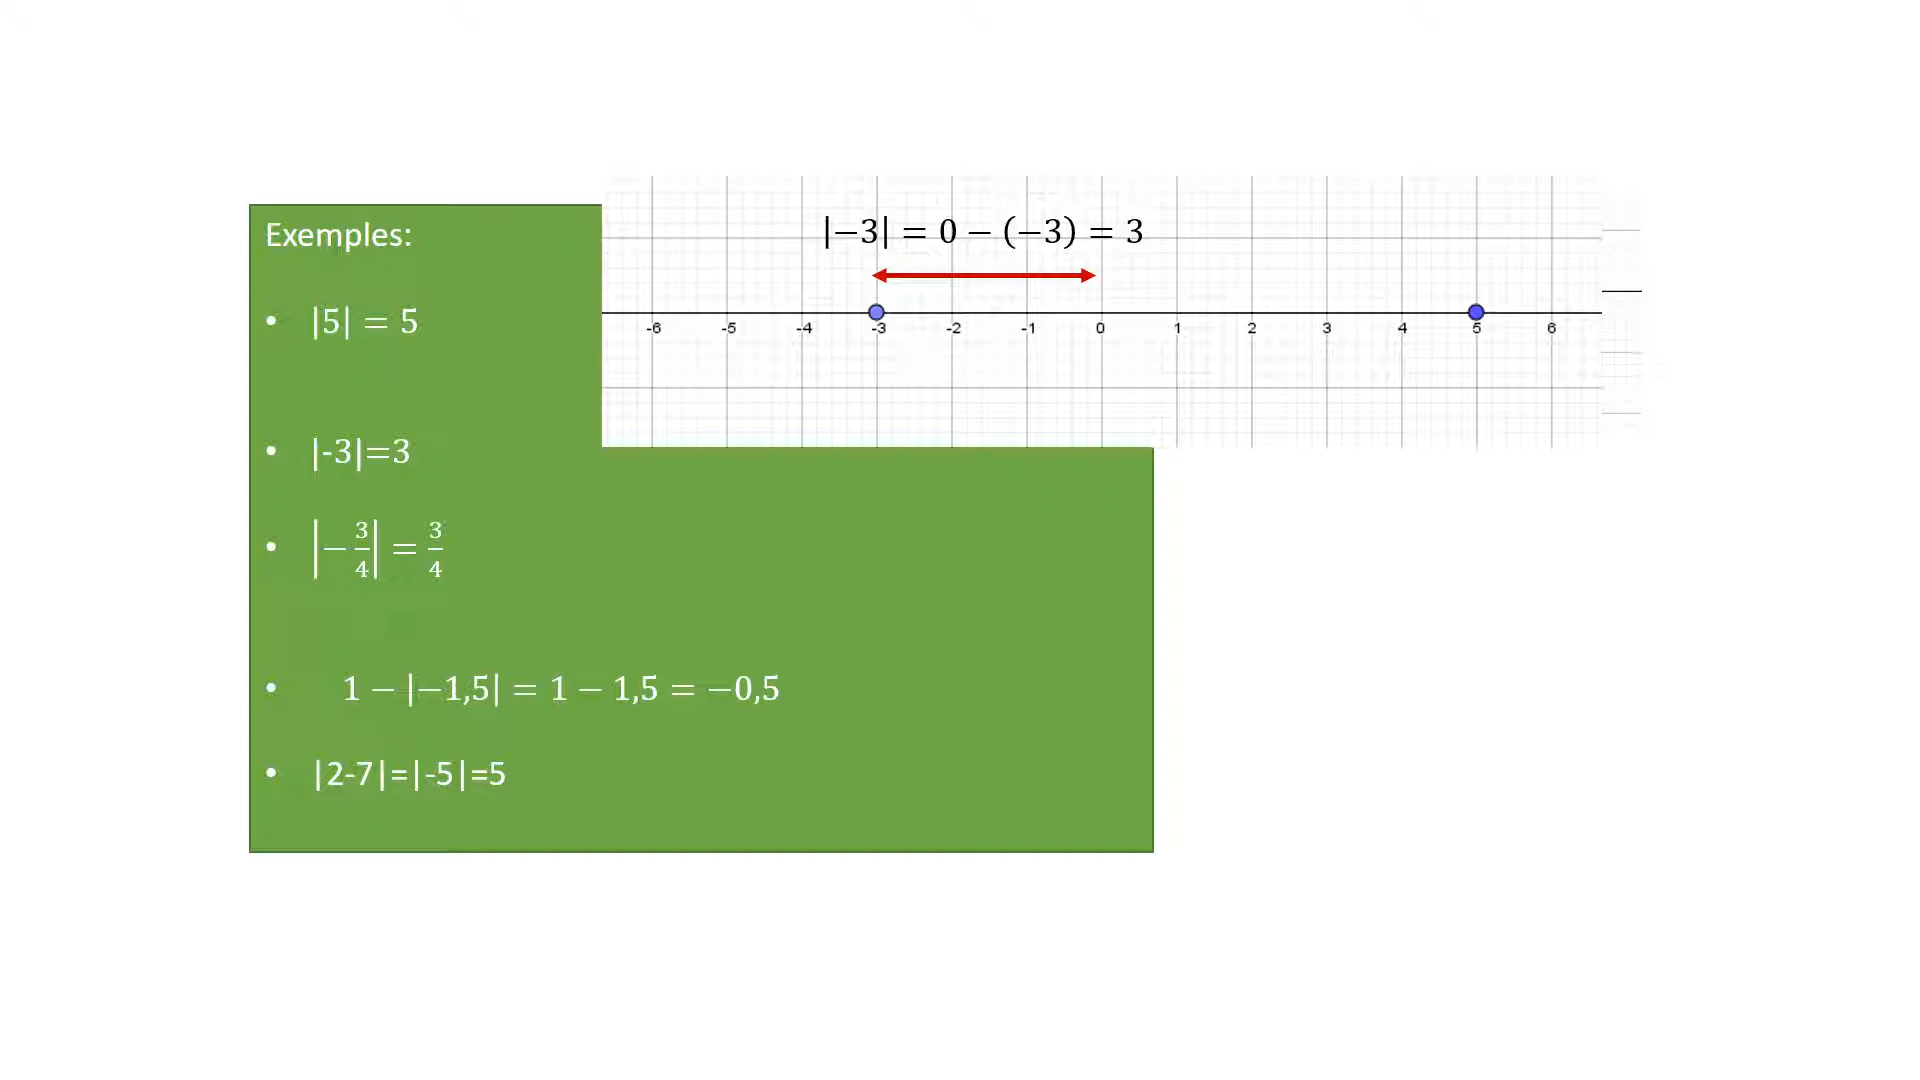 Exemples:
|−3| = 0 − (−3) = 3
• |5| = 5
-6 -5 -4 -3 -2 -1 0 1 2 3 4 5 6
• |-3|=3
• |−3/4| = 3/4
• 1 − |−1,5| = 1 − 1,5 = −0,5
• |2-7|=|-5|=5